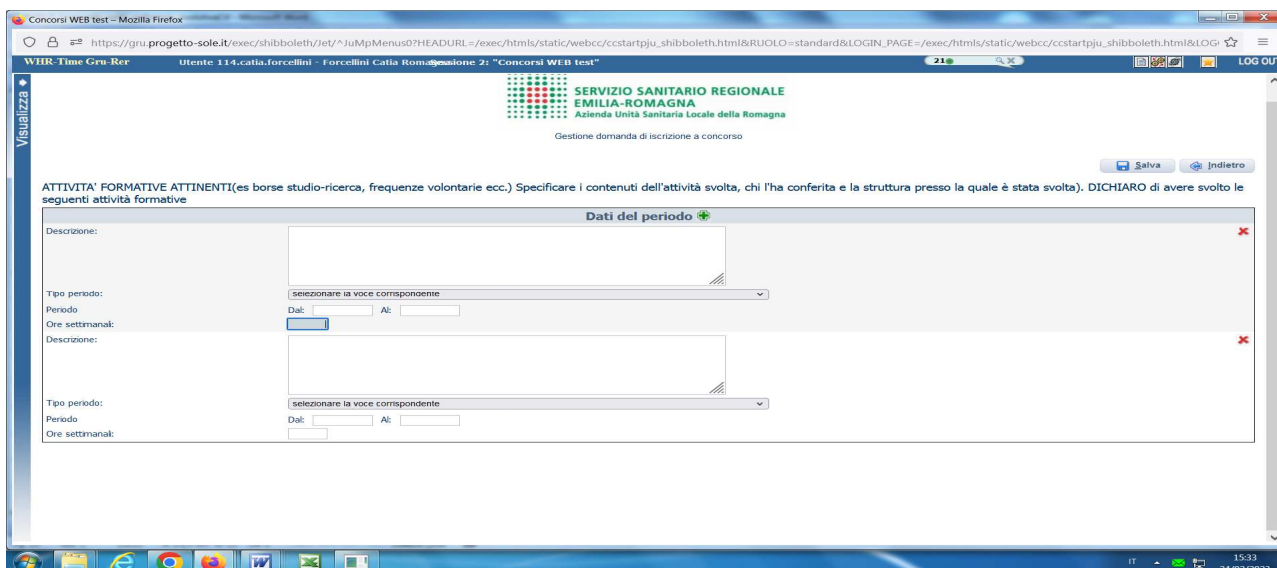 Concorsi WEB test – Mozilla Firefox
https://gru.progetto-sole.it/exec/shibboleth/Jet/^JuMpMenus0?HEADURL=/exec/htmls/static/webcc/ccstartpju_shibboleth.html&RUOLO=standard&LOGIN_PAGE=/exec/htmls/static/webcc/ccstartpju_shibboleth.html&LOG
WHR-Time Gru-Rer Utente 114.catia.forcellini - Forcellini Catia 2: "Concorsi WEB test" 21 LOG OU
Visualizza
SERVIZIO SANITARIO REGIONALE
EMILIA-ROMAGNA
Azienda Unità Sanitaria Locale della Romagna
Gestione domanda di iscrizione a concorso
Salva Indietro
ATTIVITA' FORMATIVE ATTINENTI(es borse studio-ricerca, frequenze volontarie ecc.) Specificare i contenuti dell'attività svolta, chi l'ha conferita e la struttura presso la quale è stata svolta). DICHIARO di avere svolto le
seguenti attività formative
Dati del periodo
Descrizione:
Tipo periodo: selezionare la voce corrispondente
Periodo Dal: Al:
Ore settimanali:
Descrizione:
Tipo periodo: selezionare la voce corrispondente
Periodo Dal: Al:
Ore settimanali:
IT 15:33